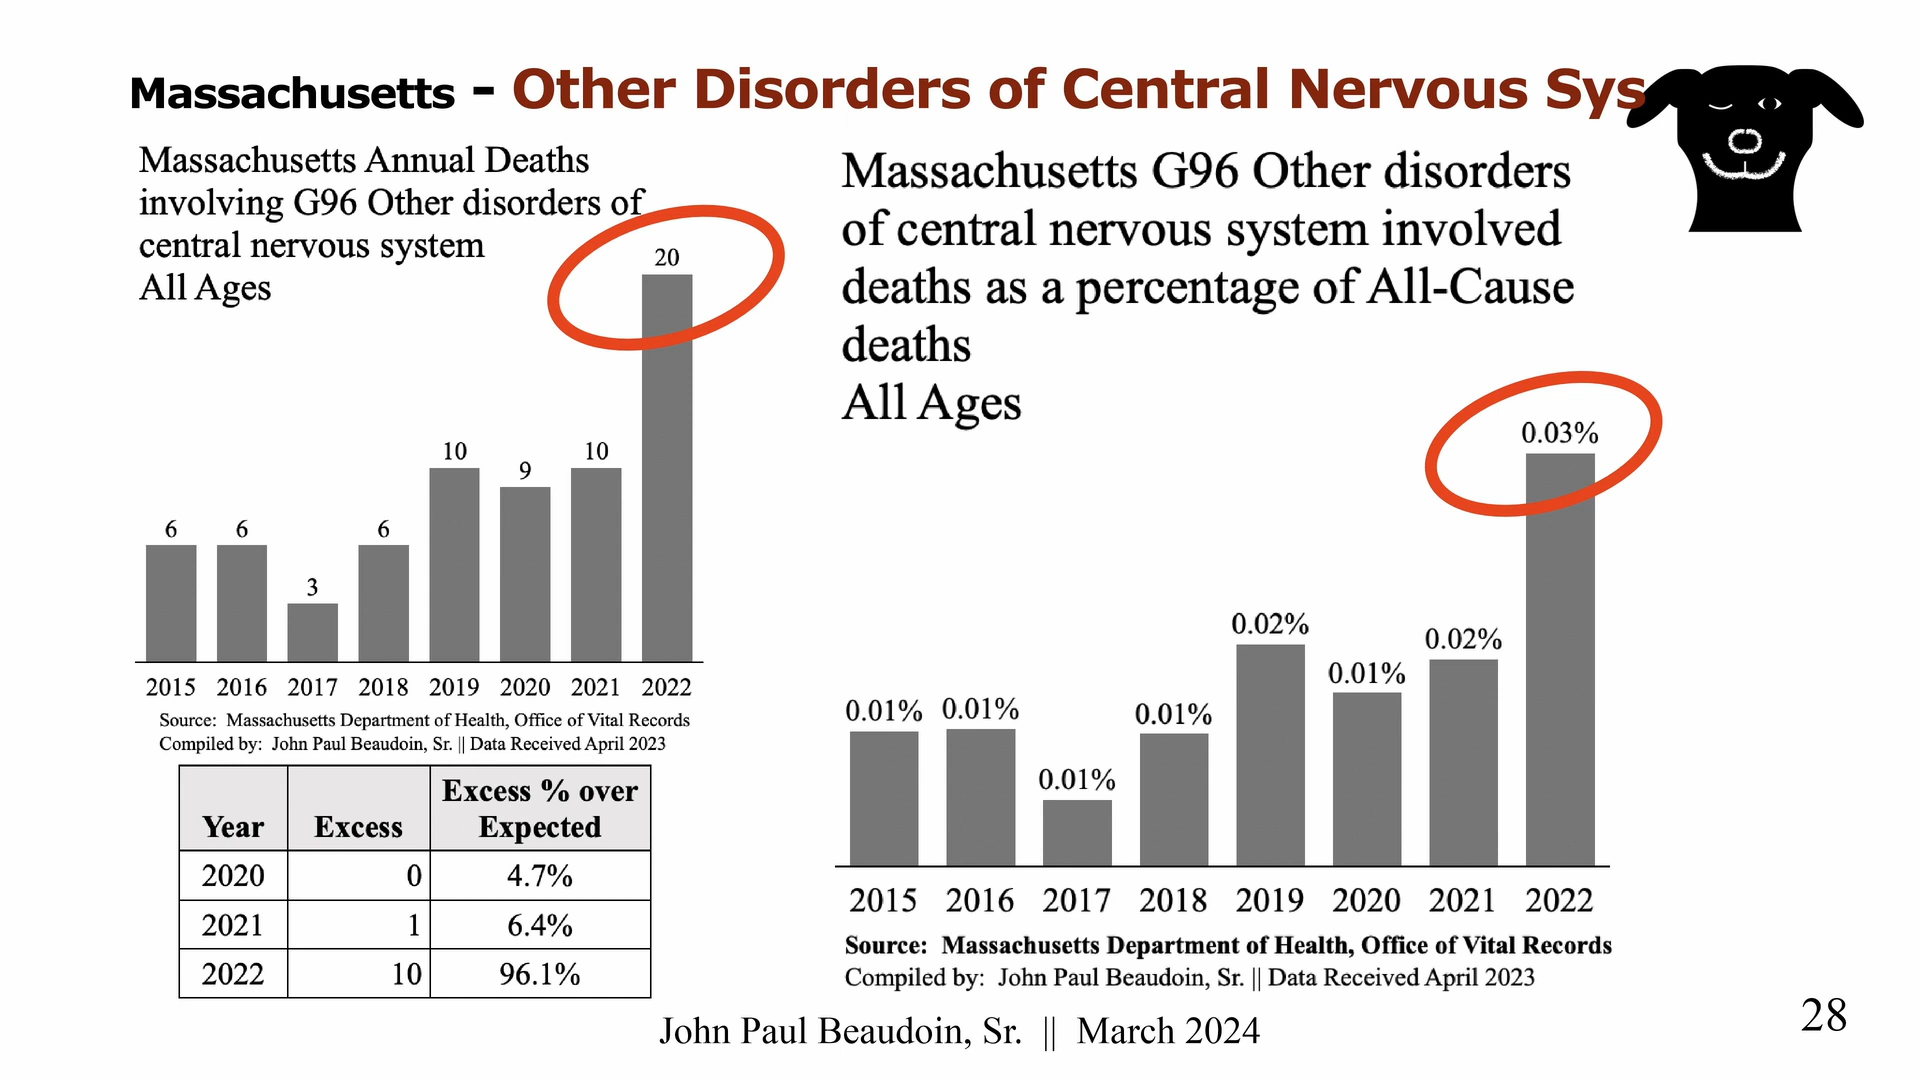 Massachusetts - Other Disorders of Central Nervous Sys
Massachusetts Annual Deaths
involving G96 Other disorders of
central nervous system
All Ages
20
10
9
10
6
6
3
6
2015 2016 2017 2018 2019 2020 2021 2022
Source: Massachusetts Department of Health, Office of Vital Records
Compiled by: John Paul Beaudoin, Sr. || Data Received April 2023
Year Excess Excess % over Expected
2020 0 4.7%
2021 1 6.4%
2022 10 96.1%
Massachusetts G96 Other disorders
of central nervous system involved
deaths as a percentage of All-Cause
deaths
All Ages
0.03%
0.02%
0.02%
0.01%
0.01% 0.01%
0.01%
0.01%
2015 2016 2017 2018 2019 2020 2021 2022
Source: Massachusetts Department of Health, Office of Vital Records
Compiled by: John Paul Beaudoin, Sr. || Data Received April 2023
John Paul Beaudoin, Sr. || March 2024
28